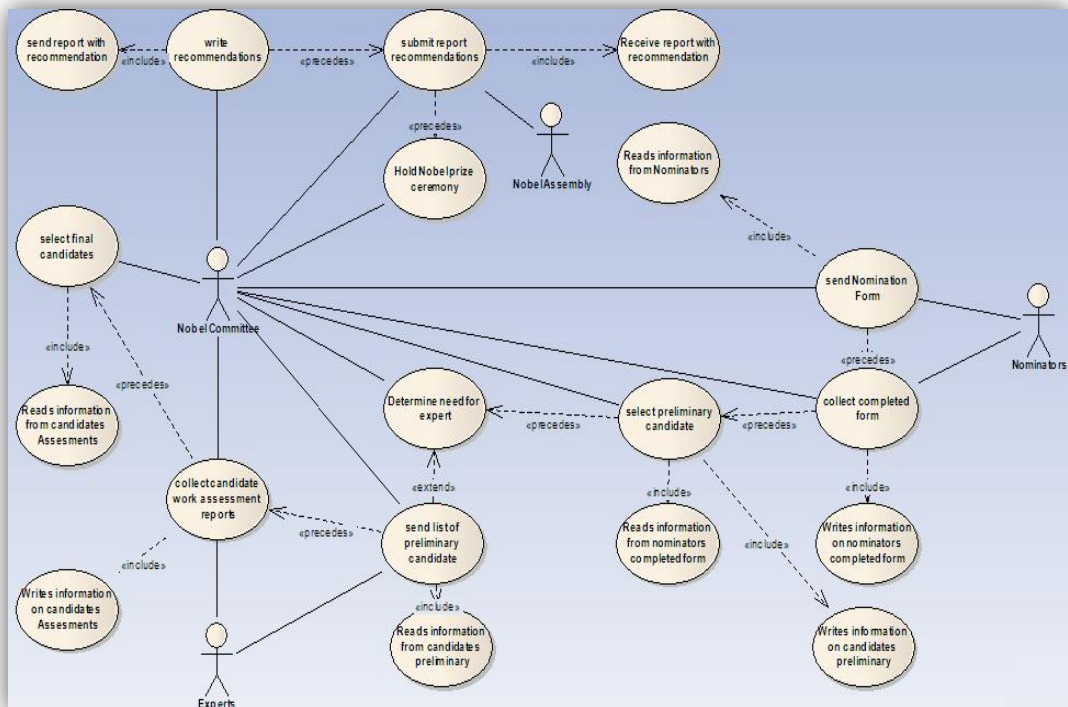 send report with
recommendation
«include»
write
recommendations
«precedes»
submit report
recommendations
«include»
Receive report with
recommendation
«precedes»
Hold Nobel prize
ceremony
Nobel Assembly
Reads information
from Nominators
«include»
select final
candidates
Nobel Committee
send Nomination
Form
Nominators
«include»
«precedes»
«precedes»
Reads information
from candidates
Assesments
Determine need for
expert
«precedes»
select preliminary
candidate
«precedes»
collect completed
form
collect candidate
work assessment
reports
«extend»
«precedes»
send list of
preliminary
candidate
«include»
Reads information
from nominators
completed form
«include»
«include»
Writes information
on nominators
completed form
«include»
Writes information
on candidates
Assesments
«include»
Reads information
from candidates
preliminary
Writes information
on candidates
preliminary
Experts